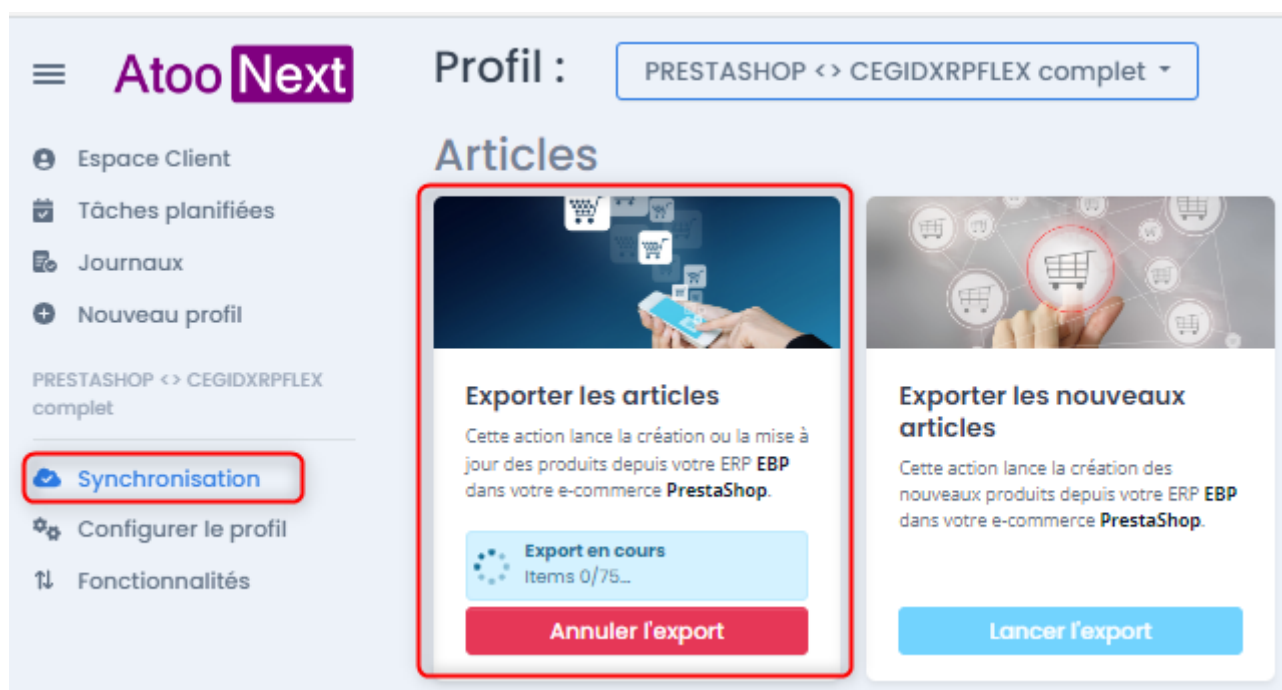 Atoo Next
Profil :
PRESTASHOP <> CEGIDXRPFLEX complet
Espace Client
Tâches planifiées
Journaux
Nouveau profil
PRESTASHOP <> CEGIDXRPFLEX
complet
Synchronisation
Configurer le profil
Fonctionnalités
Articles
Exporter les articles
Cette action lance la création ou la mise à
jour des produits depuis votre ERP EBP
dans votre e-commerce PrestaShop.
Export en cours
Items 0/75...
Annuler l'export
Exporter les nouveaux
articles
Cette action lance la création des
nouveaux produits depuis votre ERP EBP
dans votre e-commerce PrestaShop.
Lancer l'export